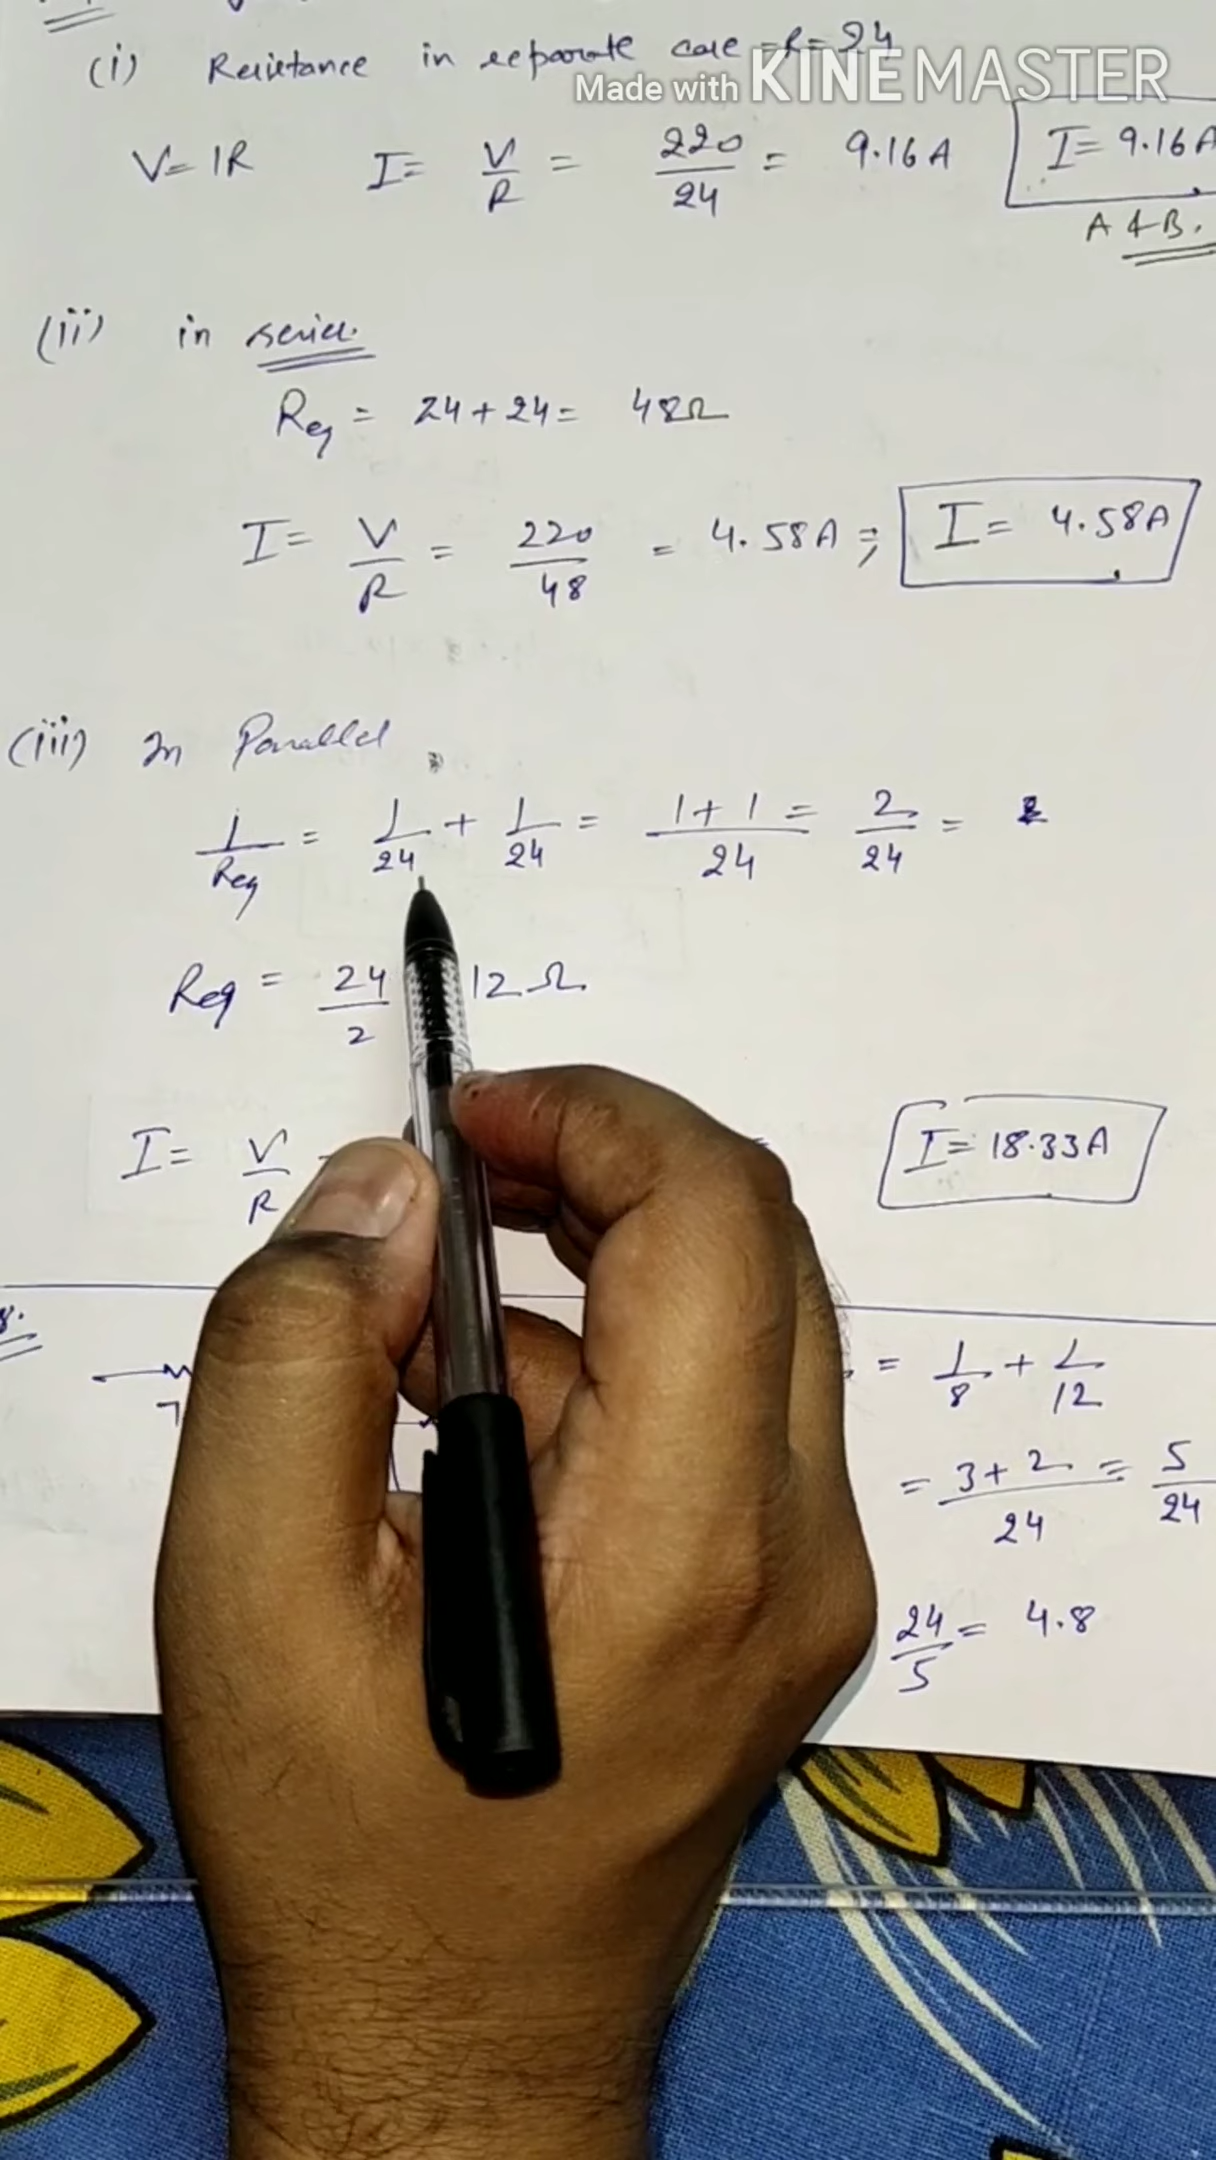 (i) Resistance in separate case = R = 24
Made with KINEMASTER
V = IR I = V/R = 220/24 = 9.16 A I = 9.16A
A & B.
(ii) in series.
Req = 24 + 24 = 48Ω
I = V/R = 220/48 = 4.58A ; I = 4.58A
(iii) In Parallel
1/Req = 1/24 + 1/24 = 1+1/24 = 2/24 =
Req = 24/2 12Ω
I = V/R = I = 18.33A
8.
= 1/8 + 1/12
7
= 3+2/24 = 5/24
24/5 = 4.8